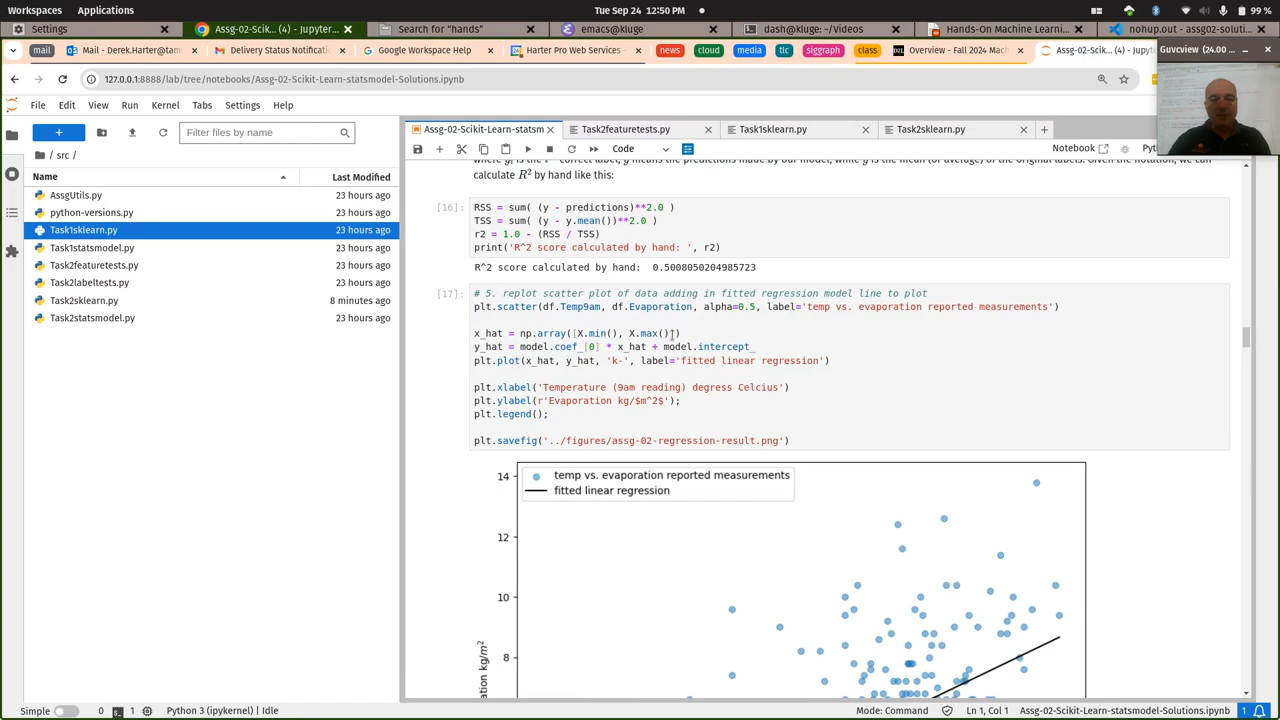 Workspaces Applications
Tue Sep 24 12:50 PM
99 %
Settings
Assg-02-Scikit-Learn (4) - Jupyter
Search for "hands"
emacs@kluge
dash@kluge: ~/Videos
Hands-On Machine Learning
nohup.out - assg02-soluti
mail
Mail - Derek.Harter@tam
Delivery Status Notificatic
Google Workspace Help
Harter Pro Web Services -
news
cloud
media
tlc
siggraph
class
Overview - Fall 2024 Mac
Assg-02-Sci
Guvcview (24.00
127.0.0.1:8888/lab/tree/notebooks/Assg-02-Scikit-Learn-statsmodel-Solutions.ipynb
File Edit View Run Kernel Tabs Settings Help
Filter files by name
/ src /
Name
Last Modified
AssgUtils.py 23 hours ago
python-versions.py 23 hours ago
Task1sklearn.py 23 hours ago
Task1statsmodel.py 23 hours ago
Task2featuretests.py 23 hours ago
Task2labeltests.py 23 hours ago
Task2sklearn.py 8 minutes ago
Task2statsmodel.py 23 hours ago
Assg-02-Scikit-Learn-statsm
Task2featuretests.py
Task1sklearn.py
Task2sklearn.py
Code
Notebook
calculate R² by hand like this:
[16]:
RSS = sum( (y - predictions)**2.0 )
TSS = sum( (y - y.mean())**2.0 )
r2 = 1.0 - (RSS / TSS)
print('R^2 score calculated by hand: ', r2)
R^2 score calculated by hand:  0.5008050204985723
[17]:
# 5. replot scatter plot of data adding in fitted regression model line to plot
plt.scatter(df.Temp9am, df.Evaporation, alpha=0.5, label='temp vs. evaporation reported measurements')
x_hat = np.array([X.min(), X.max()])
y_hat = model.coef_[0] * x_hat + model.intercept_
plt.plot(x_hat, y_hat, 'k-', label='fitted linear regression')
plt.xlabel('Temperature (9am reading) degress Celcius')
plt.ylabel(r'Evaporation kg/$m^2$');
plt.legend();
plt.savefig('../figures/assg-02-regression-result.png')
temp vs. evaporation reported measurements
fitted linear regression
14
12
10
8
ation kg/m²
Simple
0
1
Python 3 (ipykernel) | Idle
Mode: Command
Ln 1, Col 1
Assg-02-Scikit-Learn-statsmodel-Solutions.ipynb
1